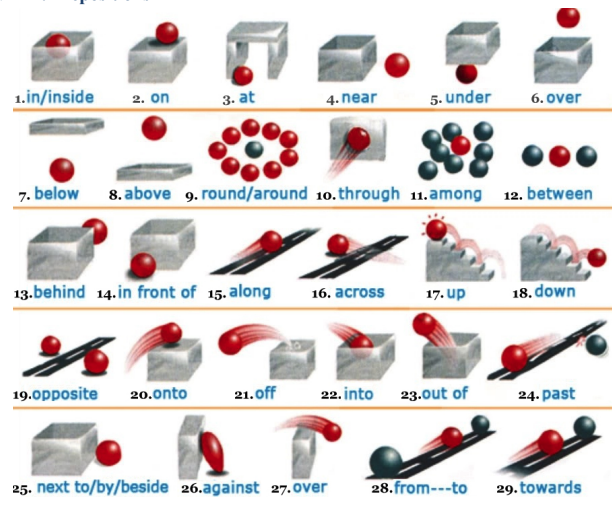 1.in/inside 2. on 3. at 4. near 5. under 6. over
7. below 8. above 9. round/around 10. through 11. among 12. between
13.behind 14.in front of 15. along 16. across 17. up 18. down
19.opposite 20.onto 21.off 22. into 23.out of 24. past
25. next to/by/beside 26.against 27.over 28.from---to 29.towards